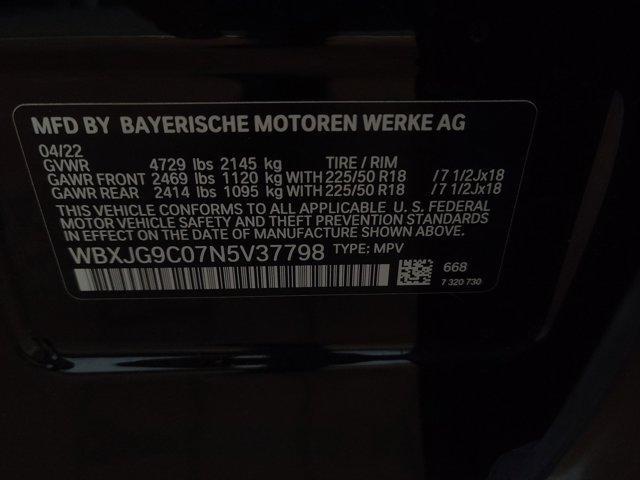 MFD BY BAYERISCHE MOTOREN WERKE AG
04/22
GVWR 4729 lbs 2145 kg TIRE / RIM
GAWR FRONT 2469 lbs 1120 kg WITH 225/50 R18 /7 1/2Jx18
GAWR REAR 2414 lbs 1095 kg WITH 225/50 R18 /7 1/2Jx18
THIS VEHICLE CONFORMS TO ALL APPLICABLE U. S. FEDERAL
MOTOR VEHICLE SAFETY AND THEFT PREVENTION STANDARDS
IN EFFECT ON THE DATE OF MANUFACTURE SHOWN ABOVE.
WBXJG9C07N5V37798 TYPE: MPV
668
7 320 730